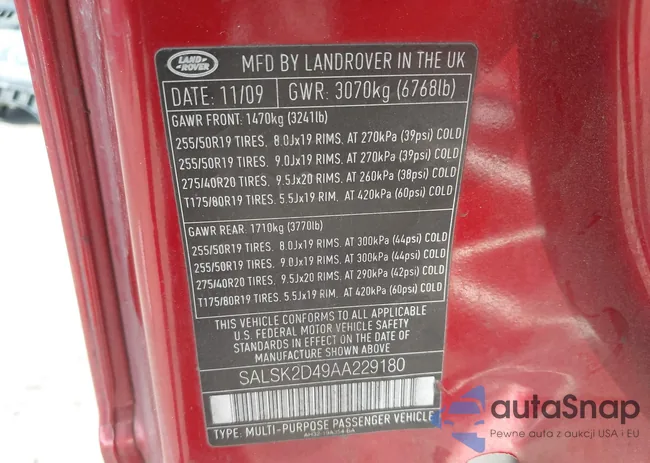 LAND ROVER
MFD BY LANDROVER IN THE UK
DATE: 11/09 GWR: 3070kg (6768lb)
GAWR FRONT: 1470kg (3241lb)
255/50R19 TIRES. 8.0Jx19 RIMS. AT 270kPa (39psi) COLD
255/50R19 TIRES. 9.0Jx19 RIMS. AT 270kPa (39psi) COLD
275/40R20 TIRES. 9.5Jx20 RIMS. AT 260kPa (38psi) COLD
T175/80R19 TIRES. 5.5Jx19 RIM. AT 420kPa (60psi) COLD
GAWR REAR: 1710kg (3770lb)
255/50R19 TIRES. 8.0Jx19 RIMS. AT 300kPa (44psi) COLD
255/50R19 TIRES. 9.0Jx19 RIMS. AT 300kPa (44psi) COLD
275/40R20 TIRES. 9.5Jx20 RIMS. AT 290kPa (42psi) COLD
T175/80R19 TIRES. 5.5Jx19 RIM. AT 420kPa (60psi) COLD
THIS VEHICLE CONFORMS TO ALL APPLICABLE
U.S. FEDERAL MOTOR VEHICLE SAFETY
STANDARDS IN EFFECT ON THE DATE OF
MANUFACTURE SHOWN ABOVE
SALSK2D49AA229180
TYPE: MULTI-PURPOSE PASSENGER VEHICLE
autoSnap
Pewne auta z aukcji USA i EU